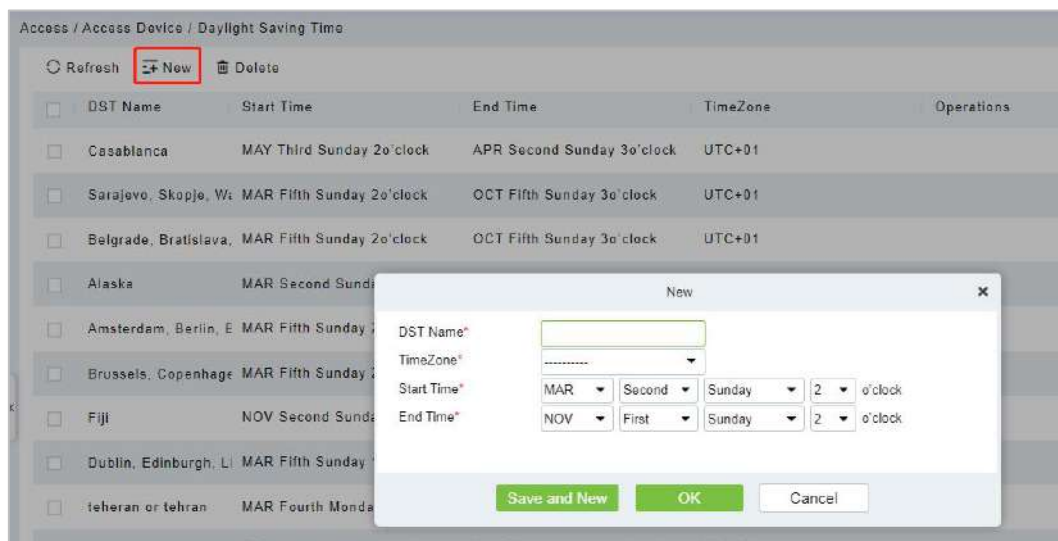 Access / Access Device / Daylight Saving Time
Refresh New Delete
DST Name Start Time End Time TimeZone Operations
Casablanca MAY Third Sunday 2o'clock APR Second Sunday 3o'clock UTC+01
Sarajevo, Skopje, Wa MAR Fifth Sunday 2o'clock OCT Fifth Sunday 3o'clock UTC+01
Belgrade, Bratislava, MAR Fifth Sunday 2o'clock OCT Fifth Sunday 3o'clock UTC+01
Alaska MAR Second Sunda
Amsterdam, Berlin, B MAR Fifth Sunday
Brussels, Copenhage MAR Fifth Sunday
Fiji NOV Second Sunda
Dublin, Edinburgh, Li MAR Fifth Sunday
teheran or tehran MAR Fourth Monda
New
DST Name*
TimeZone* ----------
Start Time* MAR Second Sunday 2 o'clock
End Time* NOV First Sunday 2 o'clock
Save and New OK Cancel